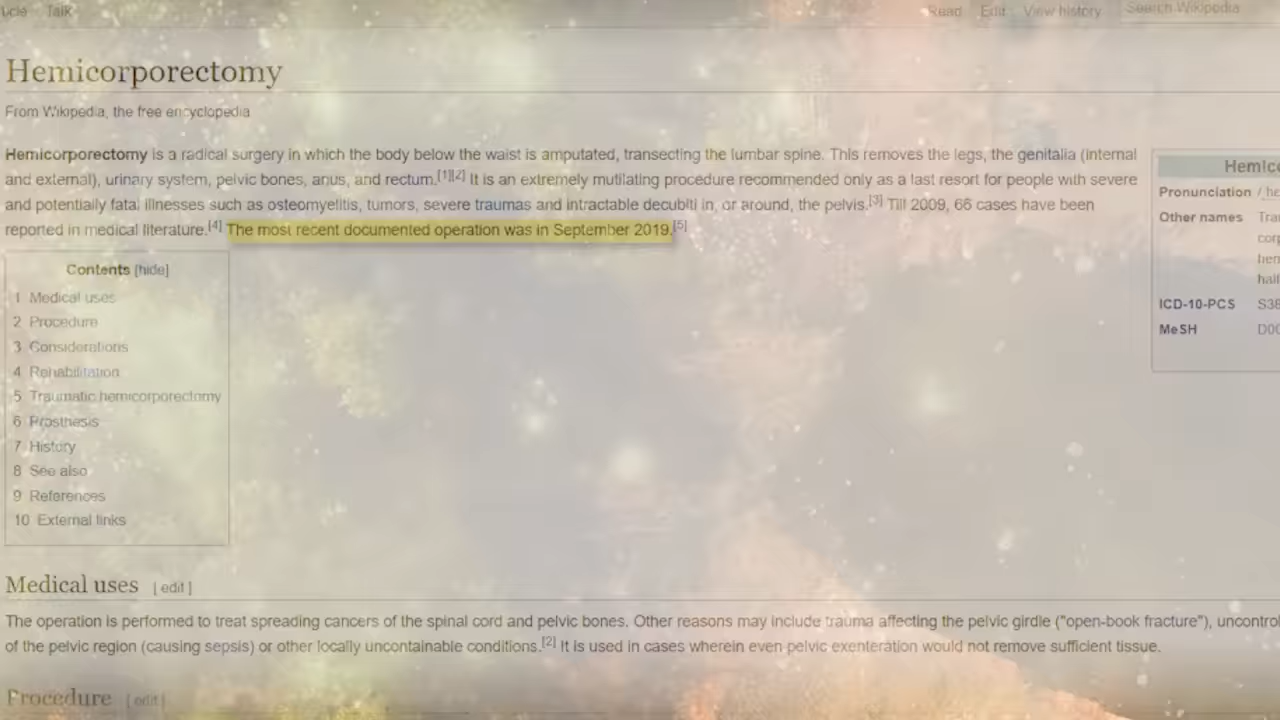 Talk
Read Edit View history Search Wikipedia
Hemicorporectomy
From Wikipedia, the free encyclopedia
Hemicorporectomy is a radical surgery in which the body below the waist is amputated, transecting the lumbar spine. This removes the legs, the genitalia (internal
and external), urinary system, pelvic bones, anus, and rectum.[1][2] It is an extremely mutilating procedure recommended only as a last resort for people with severe
and potentially fatal illnesses such as osteomyelitis, tumors, severe traumas and intractable decubiti in, or around, the pelvis.[3] Till 2009, 66 cases have been
reported in medical literature.[4] The most recent documented operation was in September 2019.[5]
Hemico
Pronunciation /ˌhe
Other names Tra
corp
hem
hall
ICD-10-PCS S38
MeSH D00
Contents [hide]
1 Medical uses
2 Procedure
3 Considerations
4 Rehabilitation
5 Traumatic hemicorporectomy
6 Prosthesis
7 History
8 See also
9 References
10 External links
Medical uses [ edit ]
The operation is performed to treat spreading cancers of the spinal cord and pelvic bones. Other reasons may include trauma affecting the pelvic girdle ("open-book fracture"), uncontrol
of the pelvic region (causing sepsis) or other locally uncontainable conditions.[2] It is used in cases wherein even pelvic exenteration would not remove sufficient tissue.
Procedure [ edit ]